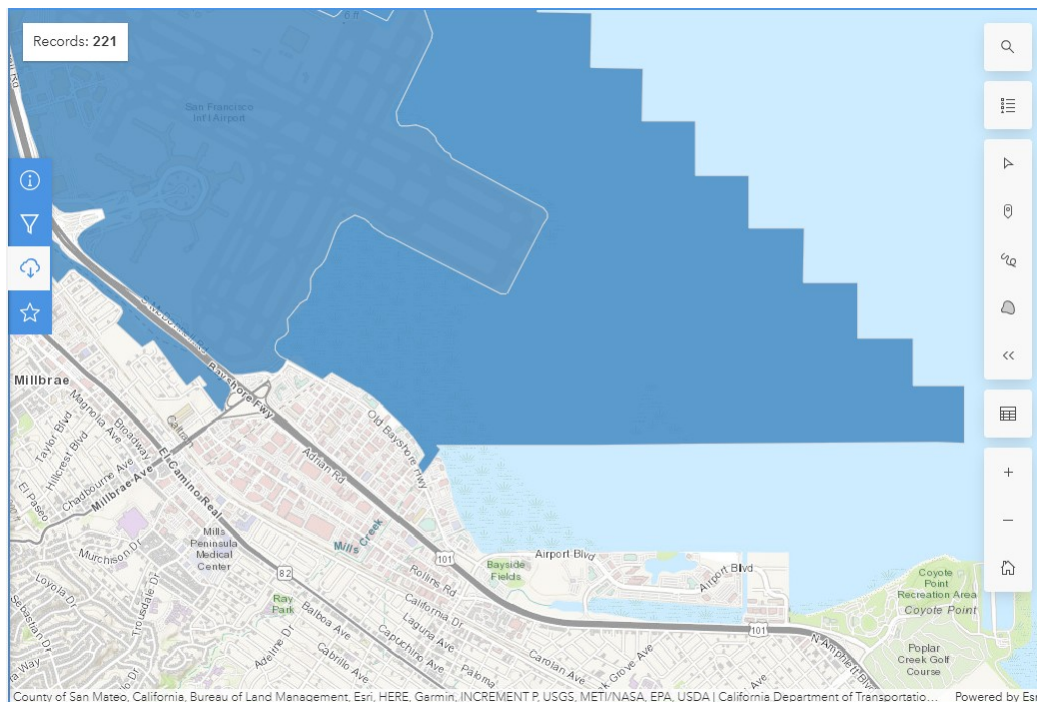 Records: 221
San Francisco
Int'l Airport
Bayshore Fwy
Millbrae
Magnolia Ave
Broadway
Taylor Blvd
Hillcrest Blvd
El Paseo
Chadbourne Ave
Millbrae Ave
El Camino Real
Old Bayshore Hwy
Adrian Rd
Murchison Dr
Mills
Peninsula
Medical
Center
Mills Creek
101
82
Rollins Rd
Bayside
Fields
Airport Blvd
Airport Blvd
Coyote
Point
Recreation Area
Coyote Point
Loyola Dr
Trousdale Dr
Sebastian Dr
Ray
Park
Balboa Ave
California Dr
Laguna Ave
Capuchino Ave
Adeline Dr
Cabrillo Ave
Paloma
Carolan Ave
Grove Ave
101
N Amphlett Blvd
Poplar
Creek Golf
Course
County of San Mateo, California, Bureau of Land Management, Esri, HERE, Garmin, INCREMENT P, USGS, METI/NASA, EPA, USDA | California Department of Transportatio...
Powered by Esri